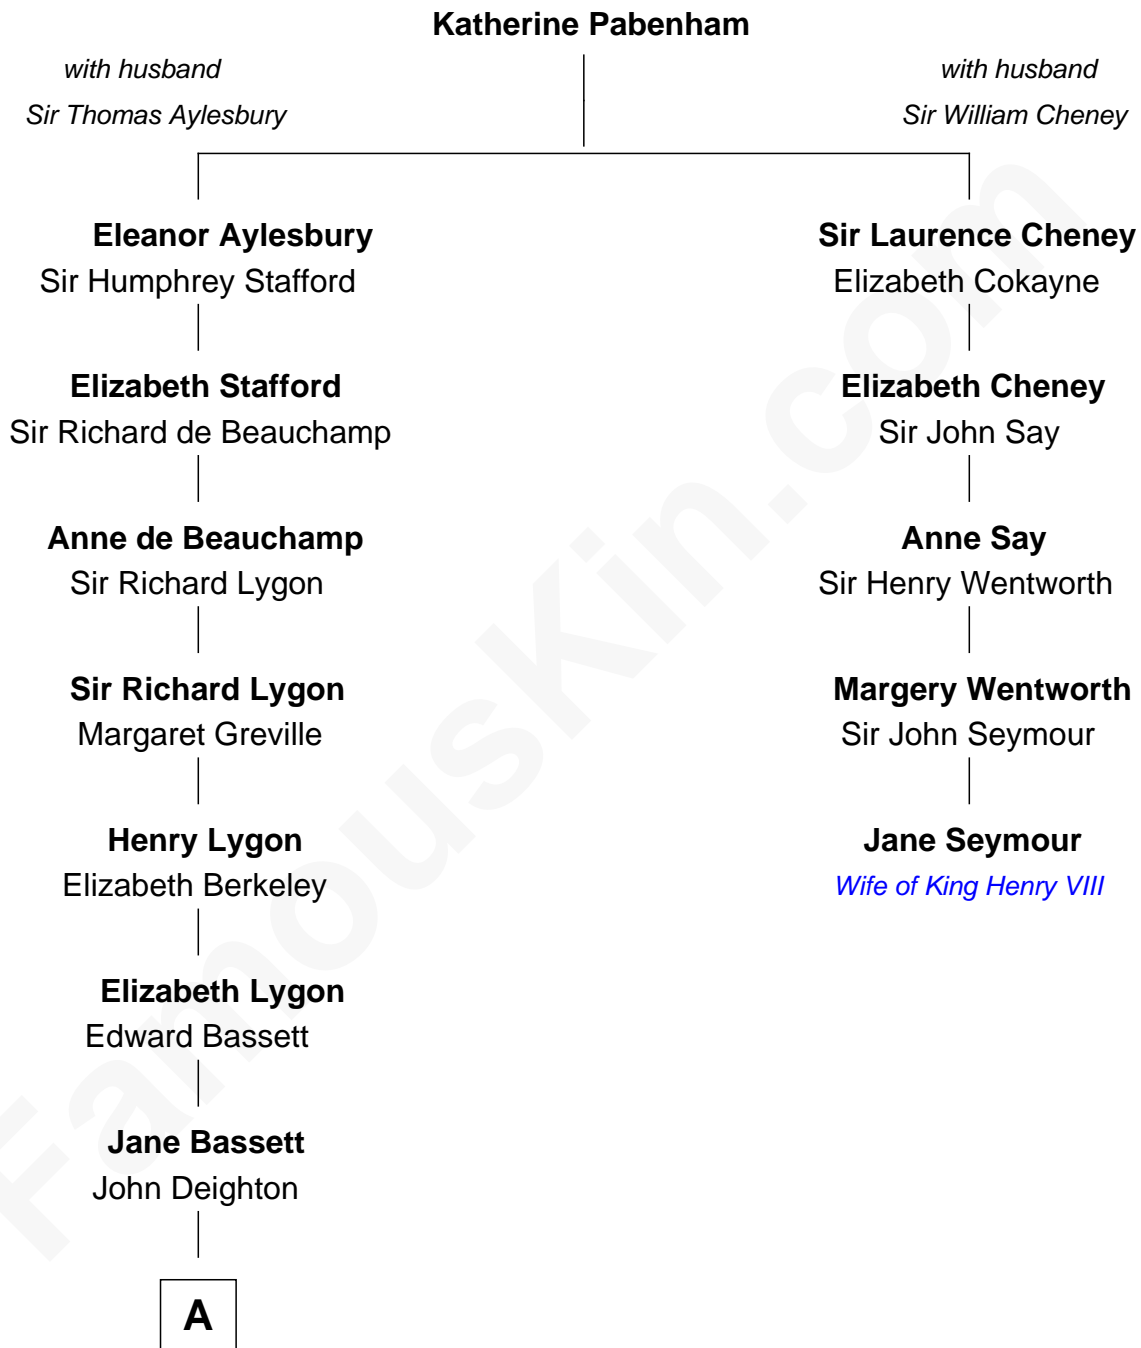 Katherine Pabenham
with husband
Sir Thomas Aylesbury
with husband
Sir William Cheney
Eleanor Aylesbury
Sir Humphrey Stafford
Sir Laurence Cheney
Elizabeth Cokayne
Elizabeth Stafford
Sir Richard de Beauchamp
Elizabeth Cheney
Sir John Say
Anne de Beauchamp
Sir Richard Lygon
Anne Say
Sir Henry Wentworth
Sir Richard Lygon
Margaret Greville
Margery Wentworth
Sir John Seymour
Henry Lygon
Elizabeth Berkeley
Jane Seymour
Wife of King Henry VIII
Elizabeth Lygon
Edward Bassett
Jane Bassett
John Deighton
A
FamousKin.com